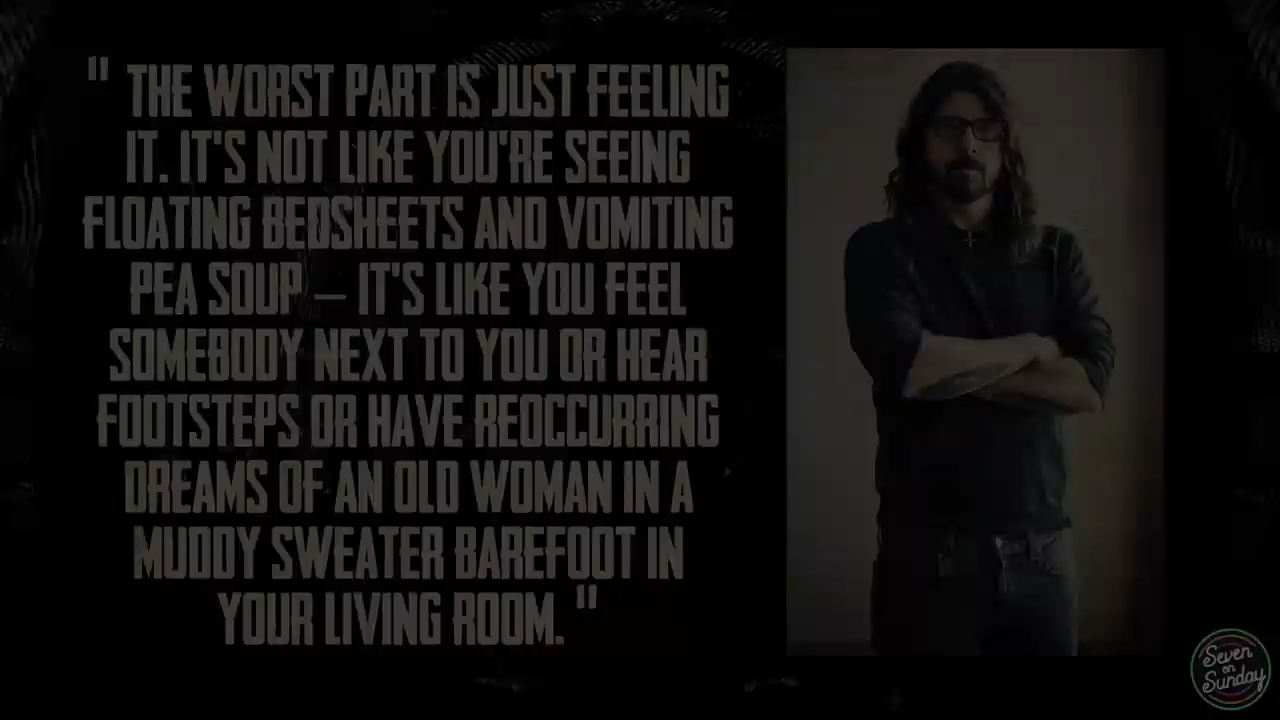 " THE WORST PART IS JUST FEELING
IT. IT'S NOT LIKE YOU'RE SEEING
FLOATING BEDSHEETS AND VOMITING
PEA SOUP – IT'S LIKE YOU FEEL
SOMEBODY NEXT TO YOU OR HEAR
FOOTSTEPS OR HAVE REOCCURRING
DREAMS OF AN OLD WOMAN IN A
MUDDY SWEATER BAREFOOT IN
YOUR LIVING ROOM. "
Seven
on
Sunday